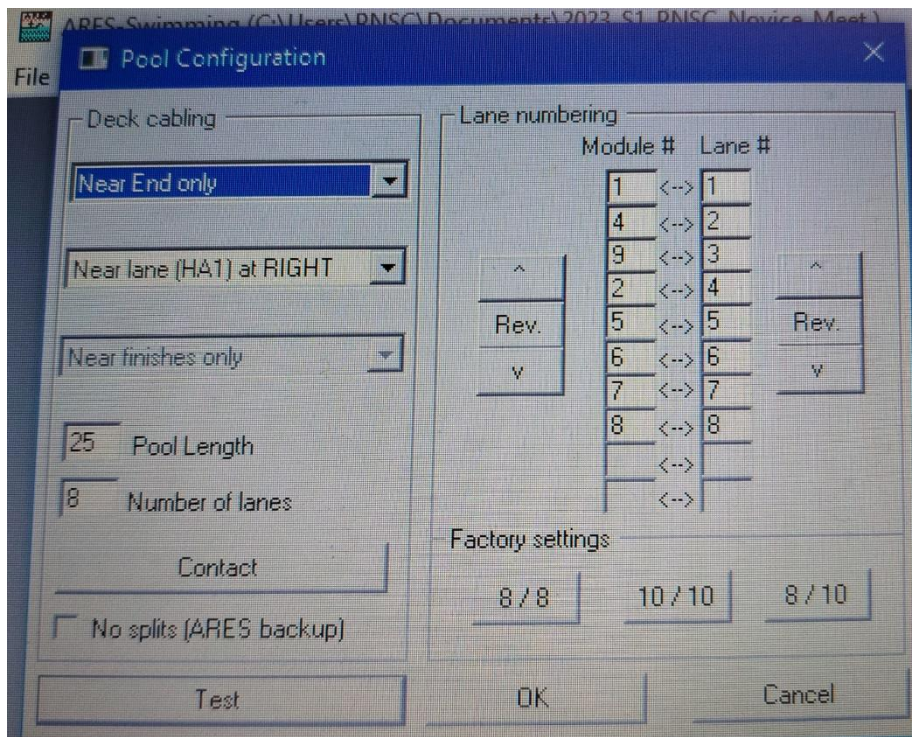 ARES-Swimming (C:\Users\PNSC\Documents\2023_S1_PNSC_Novice_Meet )
File
Pool Configuration
Deck cabling
Near End only
Near lane (HA1) at RIGHT
Near finishes only
25 Pool Length
8 Number of lanes
Contact
No splits (ARES backup)
Test
Lane numbering
Module # Lane #
1 <--> 1
4 <--> 2
9 <--> 3
2 <--> 4
5 <--> 5
6 <--> 6
7 <--> 7
8 <--> 8
<-->
<-->
^
Rev.
v
^
Rev.
v
Factory settings
8 / 8 10 / 10 8 / 10
OK Cancel